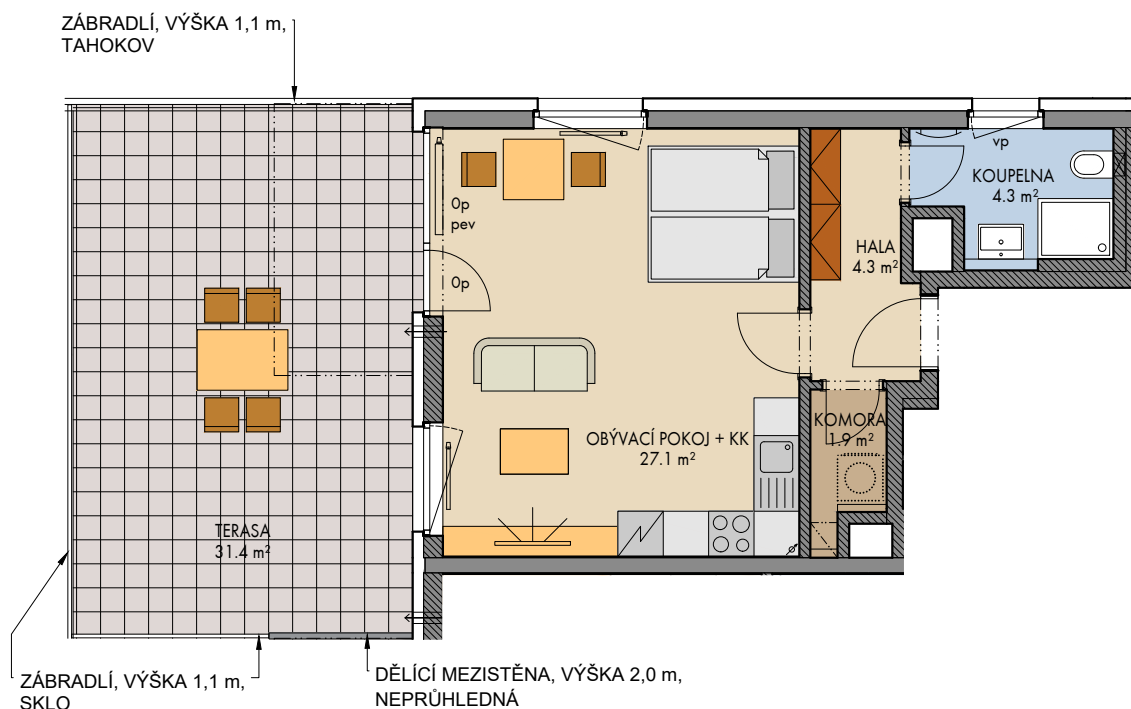 ZÁBRADLÍ, VÝŠKA 1,1 m,
TAHOKOV
vp
KOUPELNA
4.3 m²
0p
pev
HALA
4.3 m²
0p
KOMORA
1.9 m²
OBÝVACÍ POKOJ + KK
27.1 m²
TERASA
31.4 m²
ZÁBRADLÍ, VÝŠKA 1,1 m,
SKLO
DĚLÍCÍ MEZISTĚNA, VÝŠKA 2,0 m,
NEPRŮHLEDNÁ